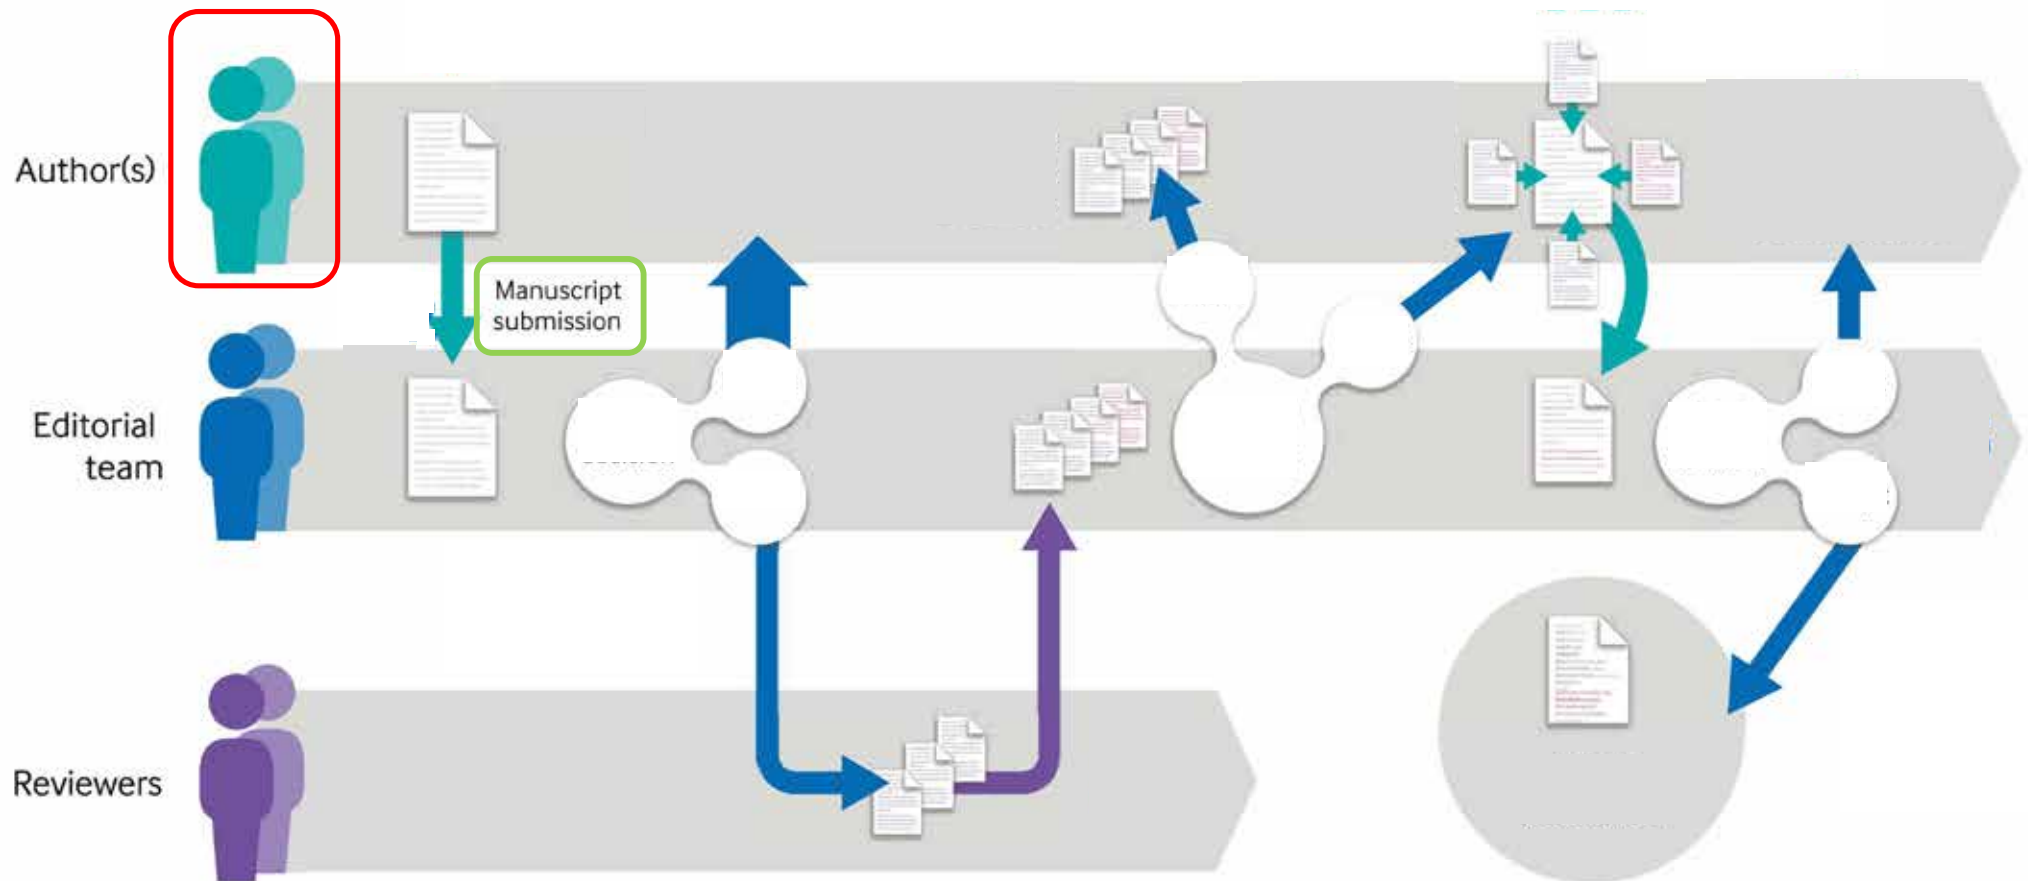 Author(s)
Manuscript
submission
Editorial
team
Reviewers